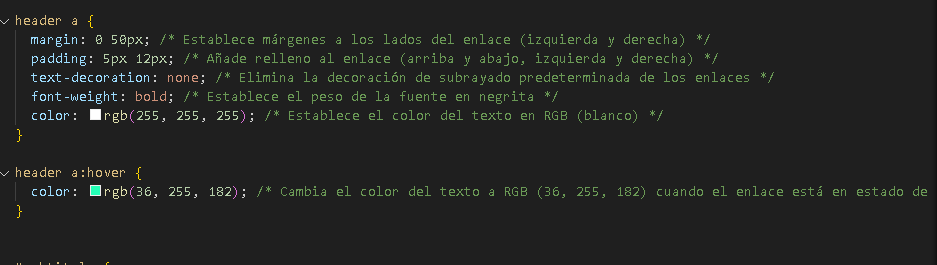 header a {
margin: 0 50px; /* Establece márgenes a los lados del enlace (izquierda y derecha) */
padding: 5px 12px; /* Añade relleno al enlace (arriba y abajo, izquierda y derecha) */
text-decoration: none; /* Elimina la decoración de subrayado predeterminada de los enlaces */
font-weight: bold; /* Establece el peso de la fuente en negrita */
color: rgb(255, 255, 255); /* Establece el color del texto en RGB (blanco) */
}
header a:hover {
color: rgb(36, 255, 182); /* Cambia el color del texto a RGB (36, 255, 182) cuando el enlace está en estado de
}